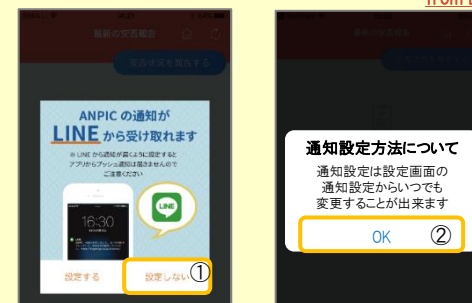 最新の安否報告
安否状況を報告する
ANPIC の通知が
LINE から受け取れます
※ LINE から通知が届くように設定すると
アプリからプッシュ通知は届きませんので
ご注意ください
16:30
LINE
設定する
設定しない①
通知設定方法について
通知設定は設定画面の
通知設定からいつでも
変更することが出来ます
OK ②